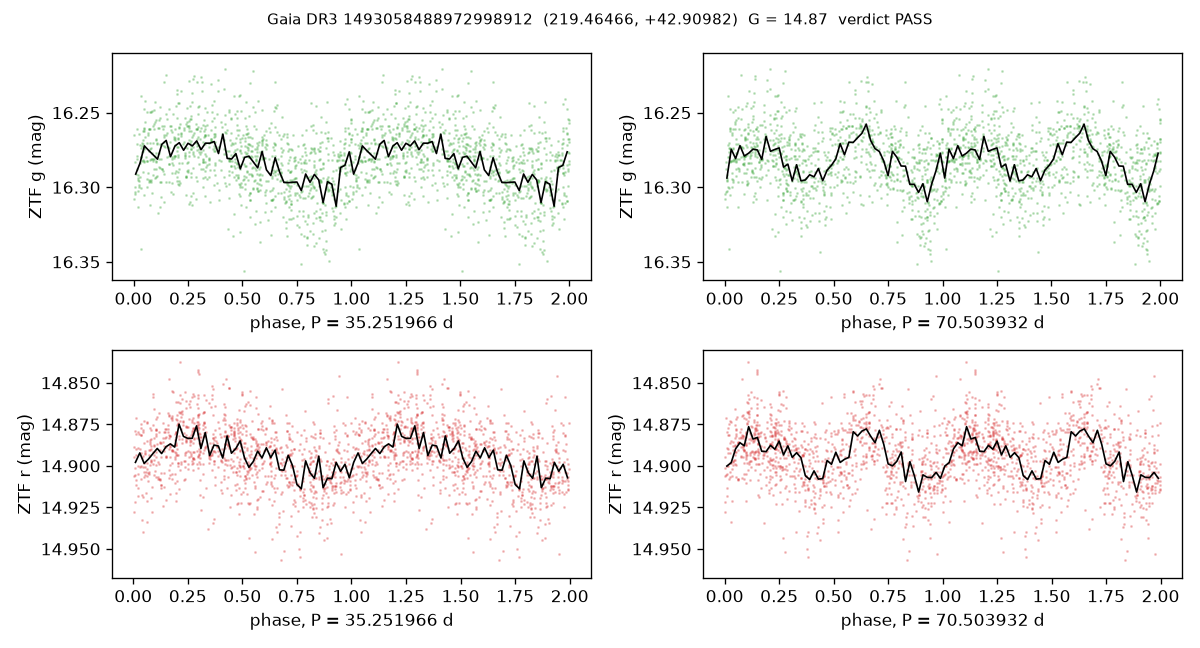 Gaia DR3 1493058488972998912 (219.46466, +42.90982) G = 14.87 verdict PASS
ZTF g (mag)
16.25
16.30
16.35
0.00 0.25 0.50 0.75 1.00 1.25 1.50 1.75 2.00
phase, P = 35.251966 d
ZTF g (mag)
16.25
16.30
16.35
0.00 0.25 0.50 0.75 1.00 1.25 1.50 1.75 2.00
phase, P = 70.503932 d
ZTF r (mag)
14.850
14.875
14.900
14.925
14.950
0.00 0.25 0.50 0.75 1.00 1.25 1.50 1.75 2.00
phase, P = 35.251966 d
ZTF r (mag)
14.850
14.875
14.900
14.925
14.950
0.00 0.25 0.50 0.75 1.00 1.25 1.50 1.75 2.00
phase, P = 70.503932 d